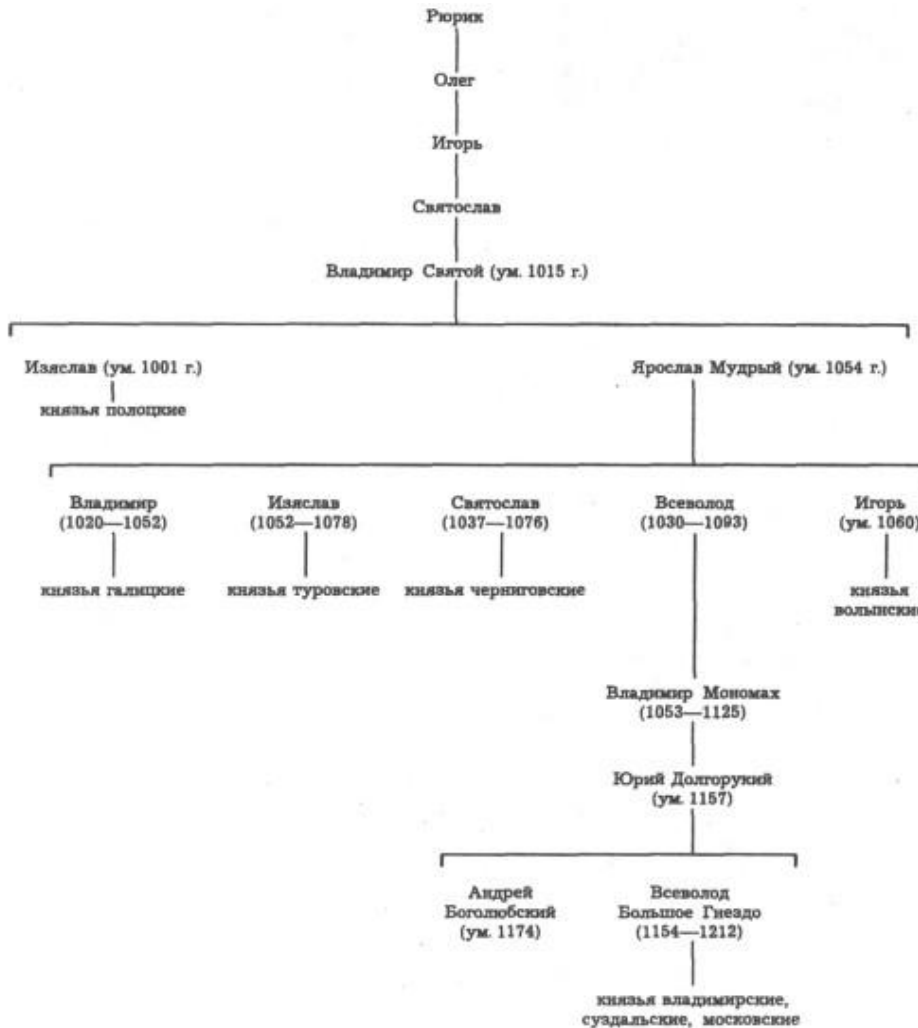 Рюрик
Олег
Игорь
Святослав
Владимир Святой (ум. 1015 г.)
Изяслав (ум. 1001 г.)
князья полоцкие
Ярослав Мудрый (ум. 1054 г.)
Владимир
(1020—1052)
князья галицкие
Изяслав
(1052—1078)
князья туровские
Святослав
(1037—1076)
князья черниговские
Всеволод
(1030—1093)
Игорь
(ум. 1060)
князья
волынские
Владимир Мономах
(1053—1125)
Юрий Долгорукий
(ум. 1157)
Андрей
Боголюбский
(ум. 1174)
Всеволод
Большое Гнездо
(1154—1212)
князья владимирские,
суздальские, московские